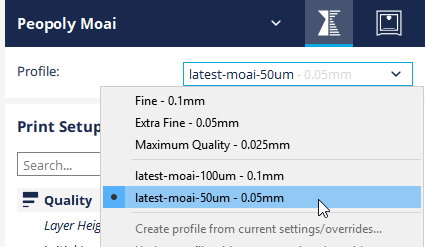 Peopoly Moai
Profile:
latest-moai-50um - 0.05mm
Fine - 0.1mm
Extra Fine - 0.05mm
Maximum Quality - 0.025mm
Print Setup
latest-moai-100um - 0.1mm
Search...
latest-moai-50um - 0.05mm
Quality
Layer Heig
Create profile from current settings/overrides...